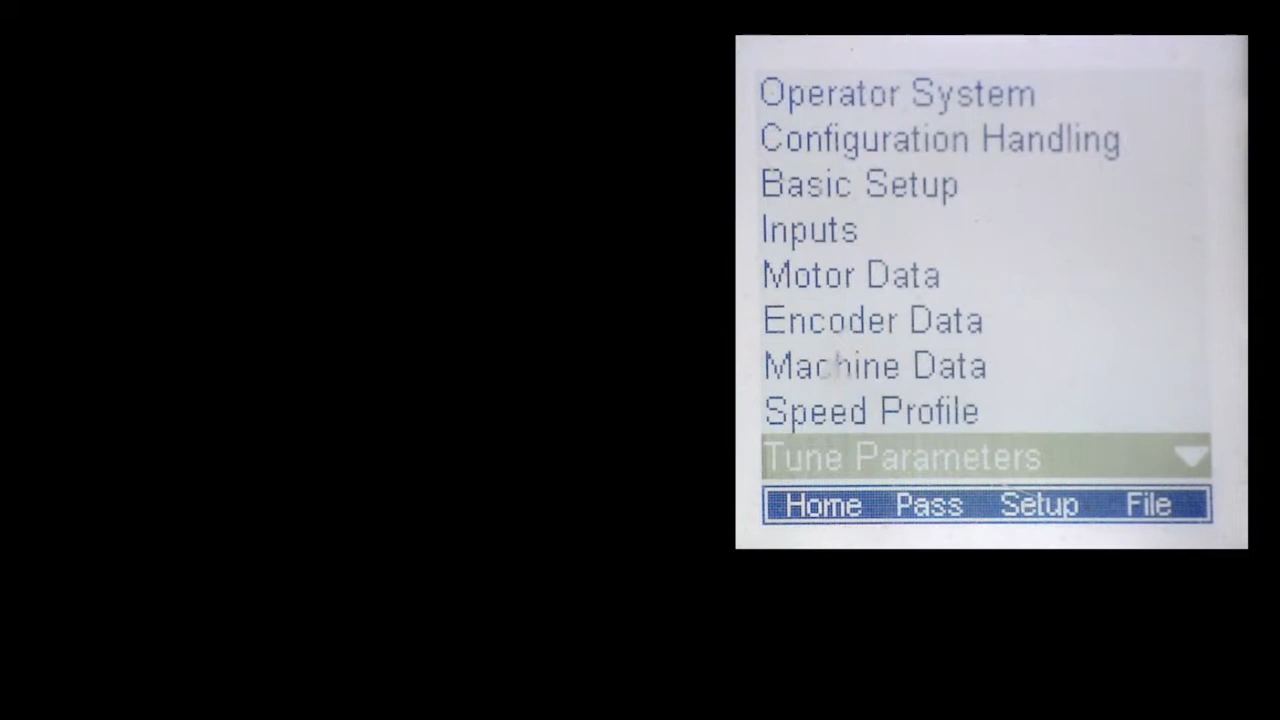 Operator System
Configuration Handling
Basic Setup
Inputs
Motor Data
Encoder Data
Machine Data
Speed Profile
Tune Parameters
Home Pass Setup File